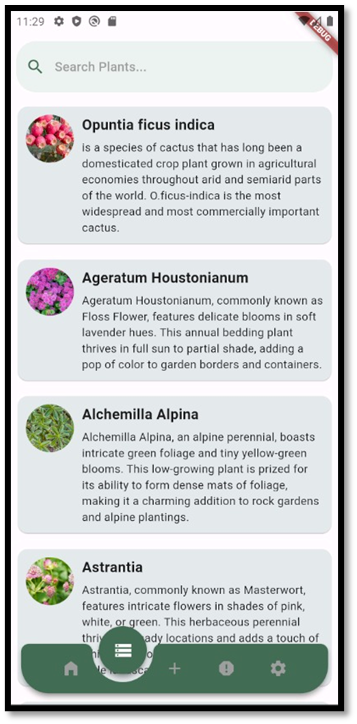 11:29
DEBUG
Search Plants...
Opuntia ficus indica
is a species of cactus that has long been a
domesticated crop plant grown in agricultural
economies throughout arid and semiarid parts
of the world. O.ficus-indica is the most
widespread and most commercially important
cactus.
Ageratum Houstonianum
Ageratum Houstonianum, commonly known as
Floss Flower, features delicate blooms in soft
lavender hues. This annual bedding plant
thrives in full sun to partial shade, adding a
pop of color to garden borders and containers.
Alchemilla Alpina
Alchemilla Alpina, an alpine perennial, boasts
intricate green foliage and tiny yellow-green
blooms. This low-growing plant is prized for
its ability to form dense mats of foliage,
making it a charming addition to rock gardens
and alpine plantings.
Astrantia
Astrantia, commonly known as Masterwort,
features intricate flowers in shades of pink,
white, or green. This herbaceous perennial
locations and adds a touch of